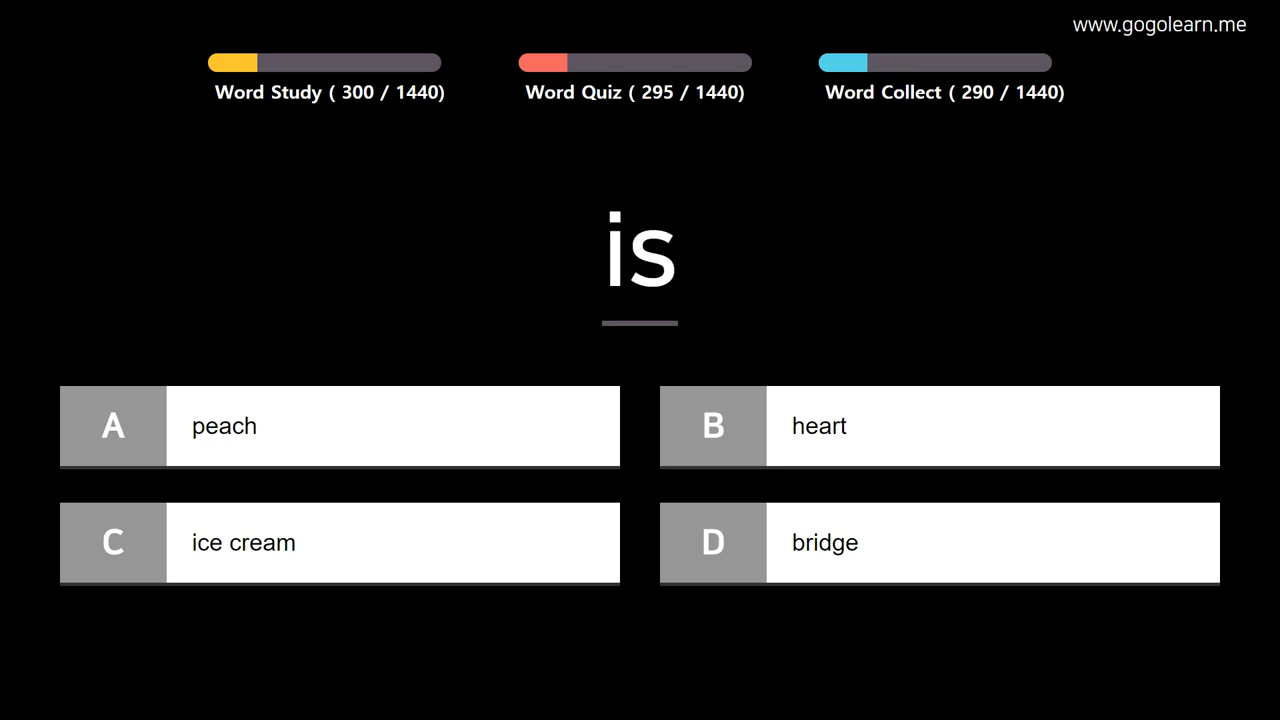 www.gogolearn.me
Word Study ( 300 / 1440)
Word Quiz ( 295 / 1440)
Word Collect ( 290 / 1440)
is
A peach
B heart
C ice cream
D bridge